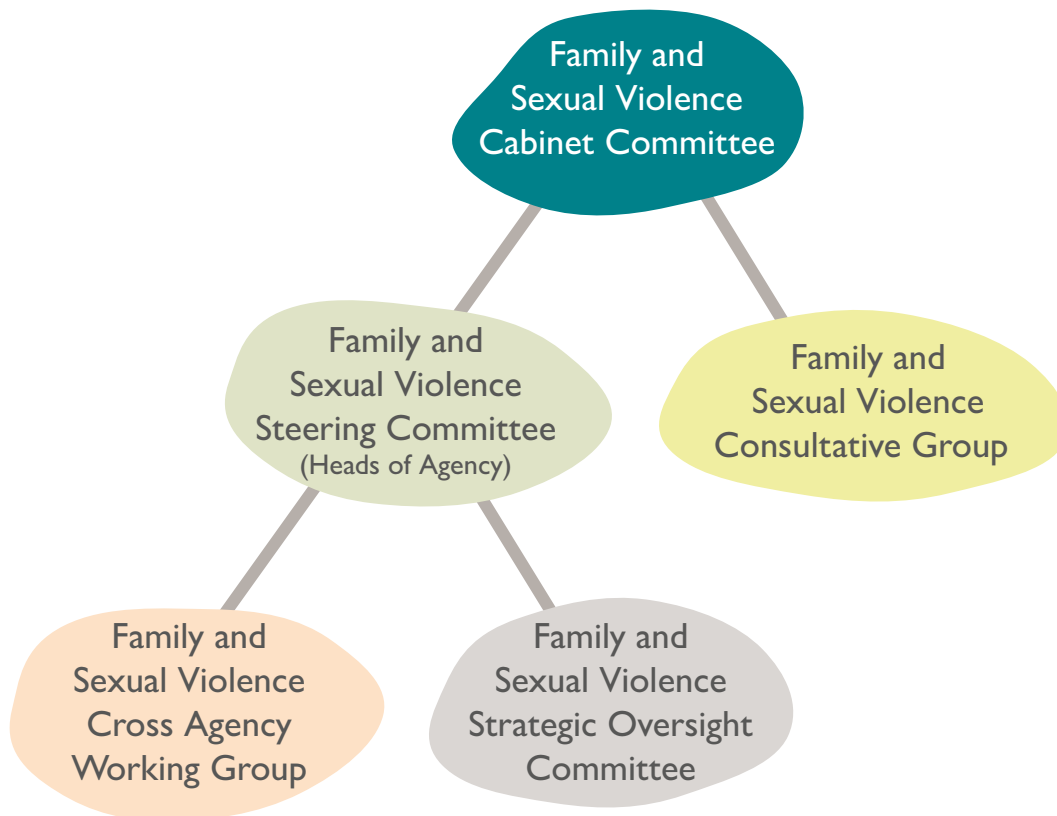 Family and
Sexual Violence
Cabinet Committee
Family and
Sexual Violence
Steering Committee
(Heads of Agency)
Family and
Sexual Violence
Consultative Group
Family and
Sexual Violence
Cross Agency
Working Group
Family and
Sexual Violence
Strategic Oversight
Committee